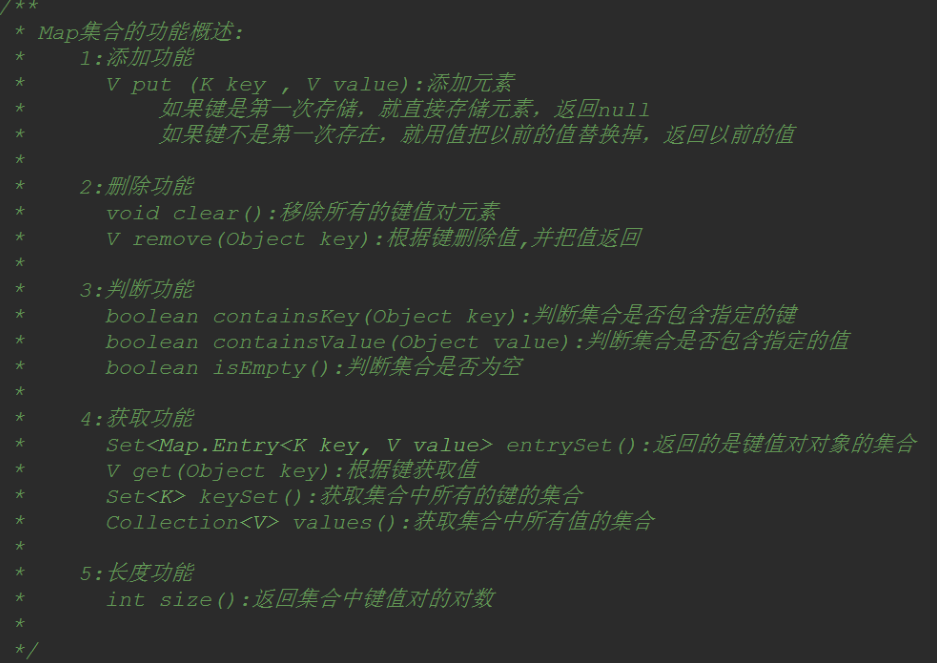 /**
* Map集合的功能概述:
* 1:添加功能
* V put (K key , V value):添加元素
* 如果键是第一次存储，就直接存储元素，返回null
* 如果键不是第一次存在，就用值把以前的值替换掉，返回以前的值
*
* 2:删除功能
* void clear():移除所有的键值对元素
* V remove(Object key):根据键删除值,并把值返回
*
* 3:判断功能
* boolean containsKey(Object key):判断集合是否包含指定的键
* boolean containsValue(Object value):判断集合是否包含指定的值
* boolean isEmpty():判断集合是否为空
*
* 4:获取功能
* Set<Map.Entry<K key, V value> entrySet():返回的是键值对对象的集合
* V get(Object key):根据键获取值
* Set<K> keySet():获取集合中所有的键的集合
* Collection<V> values():获取集合中所有值的集合
*
* 5:长度功能
* int size():返回集合中键值对的对数
*
*/